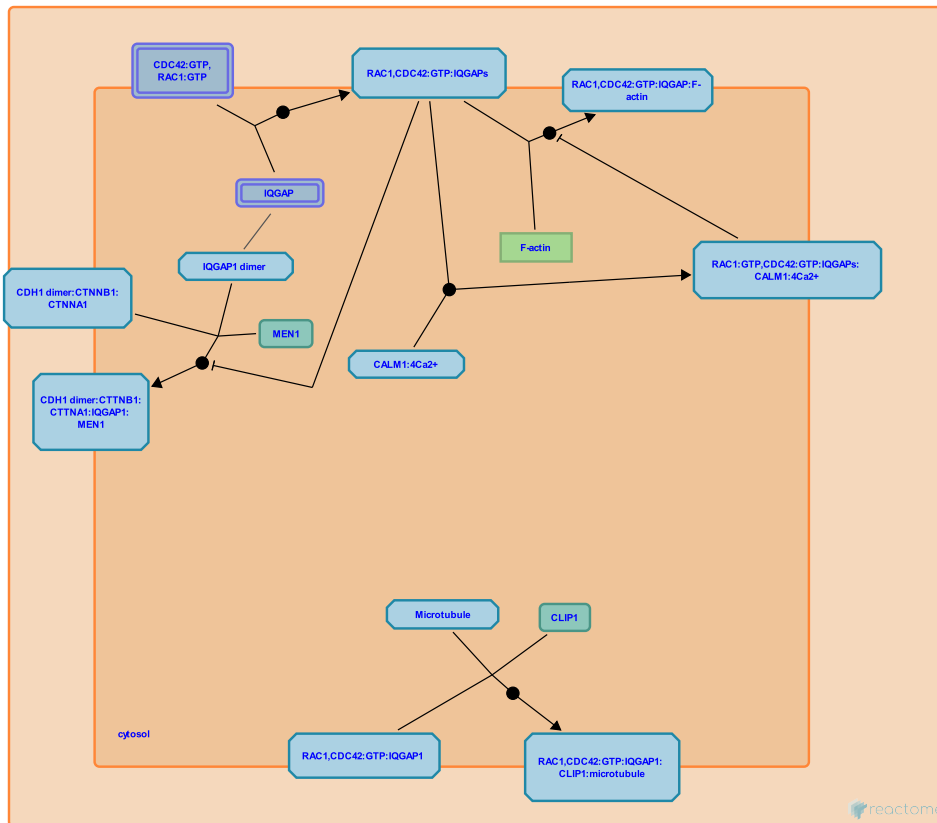 CDC42:GTP,
RAC1:GTP
RAC1,CDC42:GTP:IQGAPs
RAC1,CDC42:GTP:IQGAP:F-
actin
IQGAP
F-actin
IQGAP1 dimer
RAC1:GTP,CDC42:GTP:IQGAPs:
CALM1:4Ca2+
CDH1 dimer:CTNNB1:
CTNNA1
MEN1
CALM1:4Ca2+
CDH1 dimer:CTTNB1:
CTTNA1:IQGAP1:
MEN1
Microtubule
CLIP1
cytosol
RAC1,CDC42:GTP:IQGAP1
RAC1,CDC42:GTP:IQGAP1:
CLIP1:microtubule
reactome